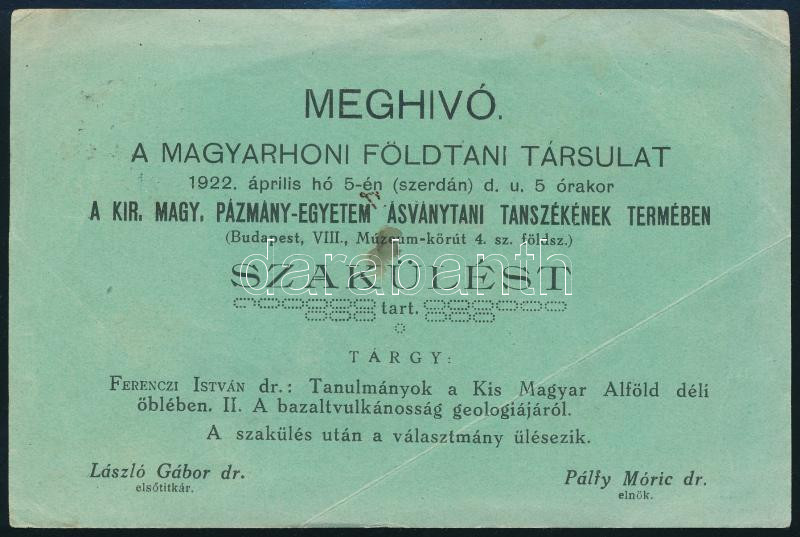 MEGHIVÓ.
A MAGYARHONI FÖLDTANI TÁRSULAT
1922. április hó 5-én (szerdán) d. u. 5 órakor
A KIR. MAGY. PÁZMÁNY-EGYETEM ÁSVÁNYTANI TANSZÉKÉNEK TERMÉBEN
(Budapest, VIII., Múzeum-körút 4. sz. földsz.)
SZAKÜLÉST
darabanth
tart.
TÁRGY:
FERENCZI ISTVÁN dr.: Tanulmányok a Kis Magyar Alföld déli
öblében. II. A bazaltvulkánosság geologiájáról.
A szakülés után a választmány ülésezik.
László Gábor dr.
elsőtitkár.
Pálfy Móric dr.
elnök.